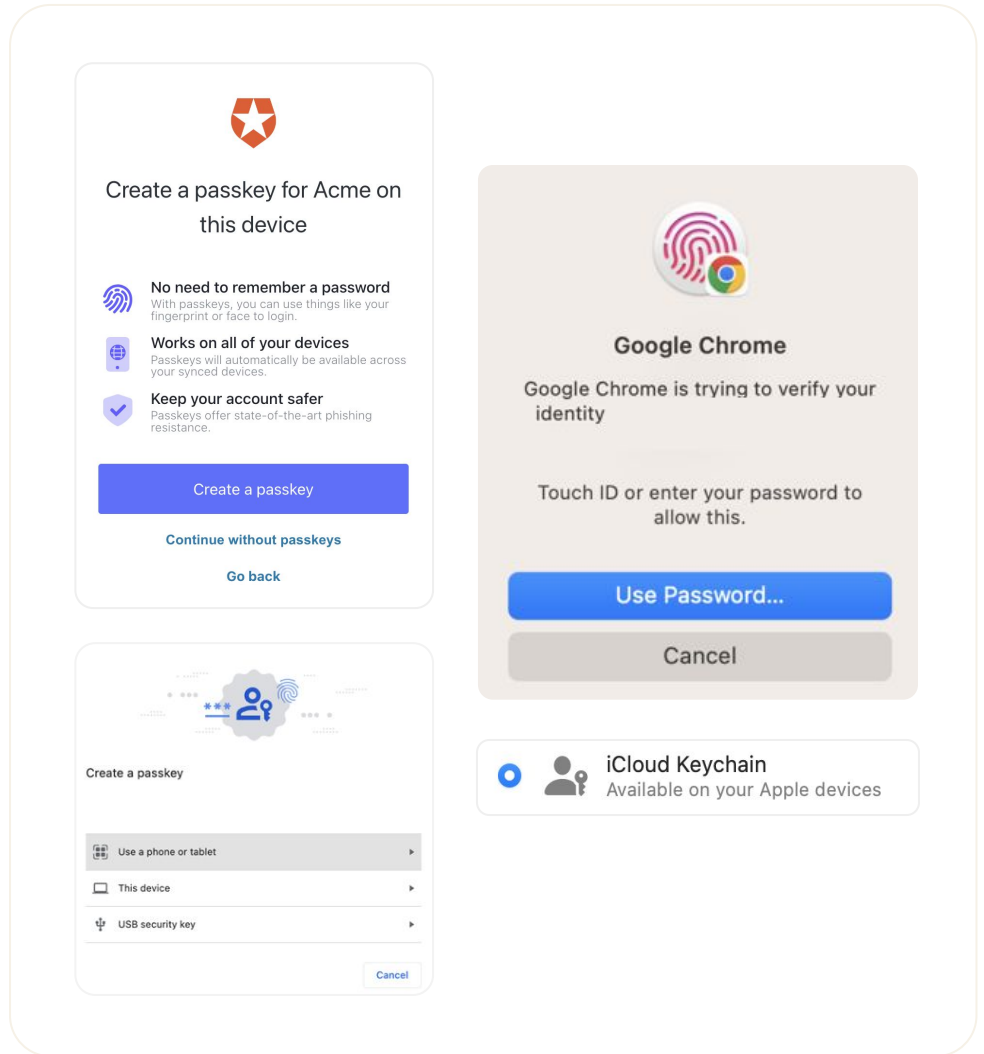 Create a passkey for Acme on
this device
No need to remember a password
With passkeys, you can use things like your
fingerprint or face to login.
Works on all of your devices
Passkeys will automatically be available across
your synced devices.
Keep your account safer
Passkeys offer state-of-the-art phishing
resistance.
Create a passkey
Continue without passkeys
Go back
***
Create a passkey
Use a phone or tablet
This device
USB security key
Cancel
Google Chrome
Google Chrome is trying to verify your
identity
Touch ID or enter your password to
allow this.
Use Password...
Cancel
iCloud Keychain
Available on your Apple devices